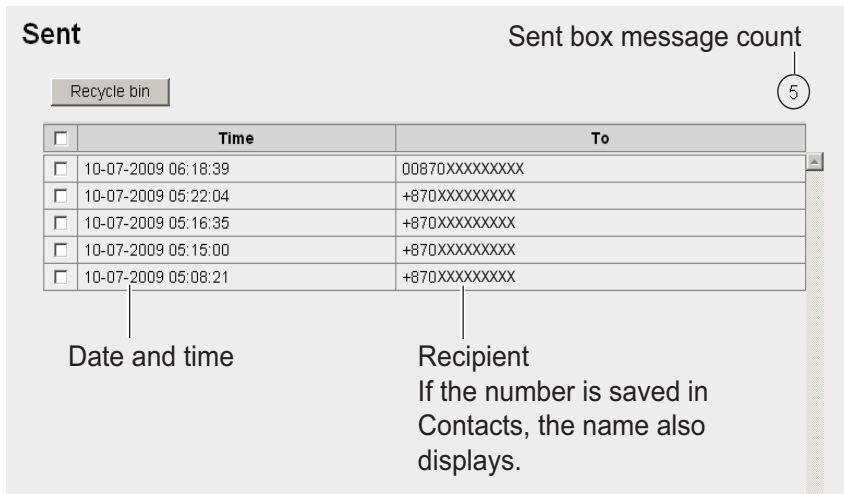 Sent
Sent box message count
Recycle bin
5
Time To
10-07-2009 06:18:39 00870XXXXXXXXX
10-07-2009 05:22:04 +870XXXXXXXXX
10-07-2009 05:16:35 +870XXXXXXXXX
10-07-2009 05:15:00 +870XXXXXXXXX
10-07-2009 05:08:21 +870XXXXXXXXX
Date and time
Recipient
If the number is saved in
Contacts, the name also
displays.